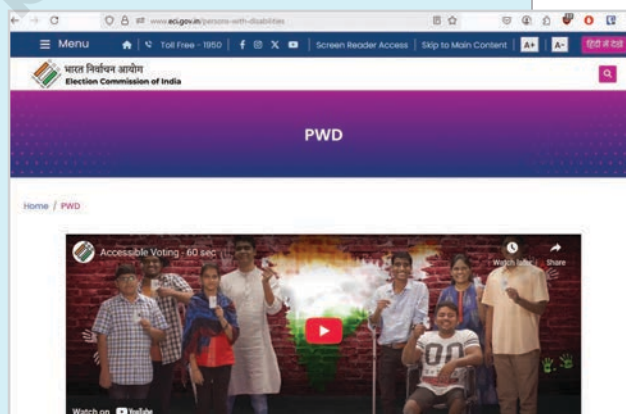 www.eci.gov.in/persons-with-disabilities
Menu Toll Free - 1950 Screen Reader Access Skip to Main Content A+ A- हिंदी में देखें
भारत निर्वाचन आयोग
Election Commission of India
PWD
Home / PWD
Accessible Voting - 60 sec
Watch later Share
Watch on YouTube